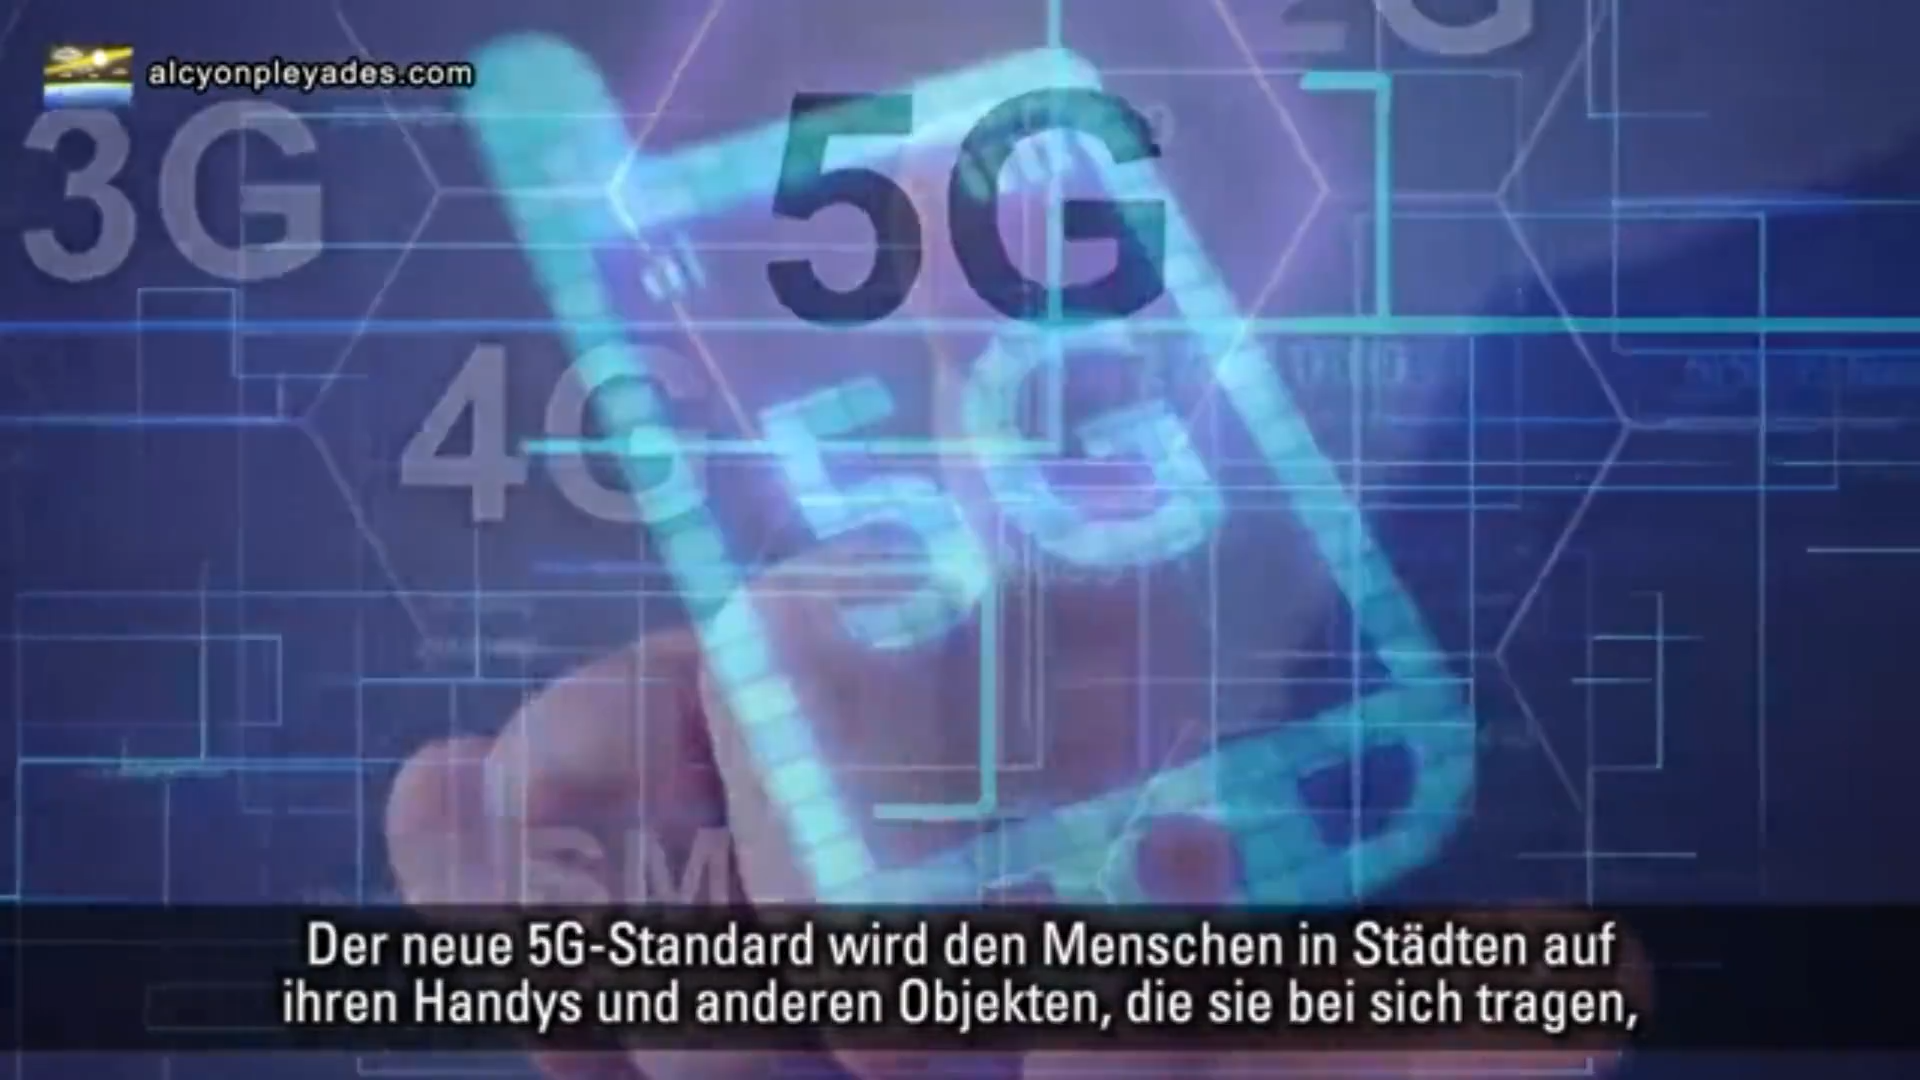 alcyonpleyades.com
2G
3G
5G
4G
5G
Der neue 5G-Standard wird den Menschen in Städten auf
ihren Handys und anderen Objekten, die sie bei sich tragen,